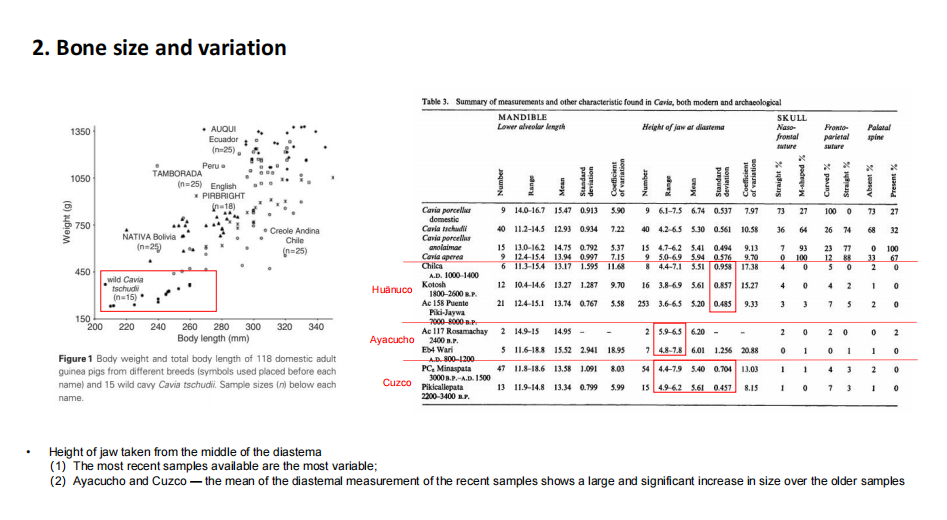 2. Bone size and variation
1350
1050
750
450
150
Weight (g)
200 220 240 260 280 300 320 340
Body length (mm)
AUQUI
Ecuador
(n=25)
Peru
TAMBORADA
(n=25)
English
PIRBRIGHT
(n=18)
NATIVA Bolivia
(n=25)
Creole Andina
Chile
(n=25)
wild Cavia
tschudii
(n=15)
Figure 1 Body weight and total body length of 118 domestic adult
guinea pigs from different breeds (symbols used placed before each
name) and 15 wild cavy Cavia tschudii. Sample sizes (n) below each
name.
Table 3. Summary of measurements and other characteristic found in Cavia, both modern and archaeological
MANDIBLE
Lower alveolar length
Height of jaw at diastema
SKULL
Naso-
frontal
suture
Fronto-
parietal
suture
Palatal
spine
Number
Range
Mean
Standard
deviation
Coefficient
of variation
Number
Range
Mean
Standard
deviation
Coefficient
of variation
Straight %
M-shaped %
Curved %
Straight %
Absent %
Present %
Cavia porcellus 9 14.0–16.7 15.47 0.913 5.90 9 6.1–7.5 6.74 0.537 7.97 73 27 100 0 73 27
domestic
Cavia tschudii 40 11.2–14.5 12.93 0.934 7.22 40 4.2–6.5 5.30 0.561 10.58 36 64 26 74 68 32
Cavia porcellus
anolaimae 15 13.0–16.2 14.75 0.792 5.37 15 4.7–6.2 5.41 0.494 9.13 7 93 23 77 0 100
Cavia aperea 9 12.4–15.4 13.94 0.997 7.15 9 5.0–6.9 5.94 0.576 9.70 0 100 12 88 33 67
Chilca 6 11.3–15.4 13.17 1.595 11.68 8 4.4–7.1 5.51 0.958 17.38 4 0 5 0 2 0
A.D. 1000–1400
Huānuco
Kotosh 12 10.4–14.6 13.27 1.287 9.70 16 3.8–6.9 5.61 0.857 15.27 4 0 4 2 1 0
1800–2600 B.P.
Ac 158 Puente 21 12.4–15.1 13.74 0.767 5.58 253 3.6–6.5 5.20 0.485 9.33 3 3 7 5 2 0
Piki-Jaywa
7000–8000 B.P.
Ac 117 Rosamachay 2 14.9–15 14.95 – – 2 5.9–6.5 6.20 – – 2 0 2 0 0 2
2400 B.P.
Ayacucho
Eb4 Wari 5 11.6–18.8 15.52 2.941 18.95 7 4.8–7.8 6.01 1.256 20.88 0 1 0 1 1 0
A.D. 800–1200
PC₅ Minaspata 47 11.8–18.6 13.58 1.091 8.03 54 4.4–7.9 5.40 0.704 13.03 1 1 4 3 2 0
3000 B.P.–A.D. 1500
Cuzco
Pikicallepata 13 11.9–14.8 13.34 0.799 5.99 15 4.9–6.2 5.61 0.457 8.15 1 0 7 3 1 0
2200–3400 B.P.
• Height of jaw taken from the middle of the diastema
(1) The most recent samples available are the most variable;
(2) Ayacucho and Cuzco — the mean of the diastemal measurement of the recent samples shows a large and significant increase in size over the older samples